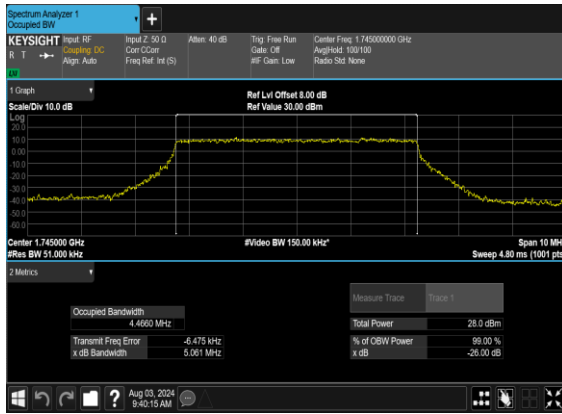 Spectrum Analyzer 1
Occupied BW
+
KEYSIGHT
R T
Input: RF
Coupling: DC
Align: Auto
Input Z: 50 Ω
Corr CCorr
Freq Ref: Int (S)
Atten: 40 dB
Trig: Free Run
Gate: Off
#IF Gain: Low
Center Freq: 1.745000000 GHz
Avg|Hold: 100/100
Radio Std: None
1 Graph
Scale/Div 10.0 dB
Ref Lvl Offset 8.00 dB
Ref Value 30.00 dBm
Log
20.0
10.0
0.00
-10.0
-20.0
-30.0
-40.0
-50.0
-60.0
Center 1.745000 GHz
#Video BW 150.00 kHz*
Span 10 MH
#Res BW 51.000 kHz
Sweep 4.80 ms (1001 pts
2 Metrics
Measure Trace
Trace 1
Occupied Bandwidth
4.4660 MHz
Total Power
28.0 dBm
Transmit Freq Error
-6.475 kHz
% of OBW Power
99.00 %
x dB Bandwidth
5.061 MHz
x dB
-26.00 dB
?
Aug 03, 2024
9:40:15 AM